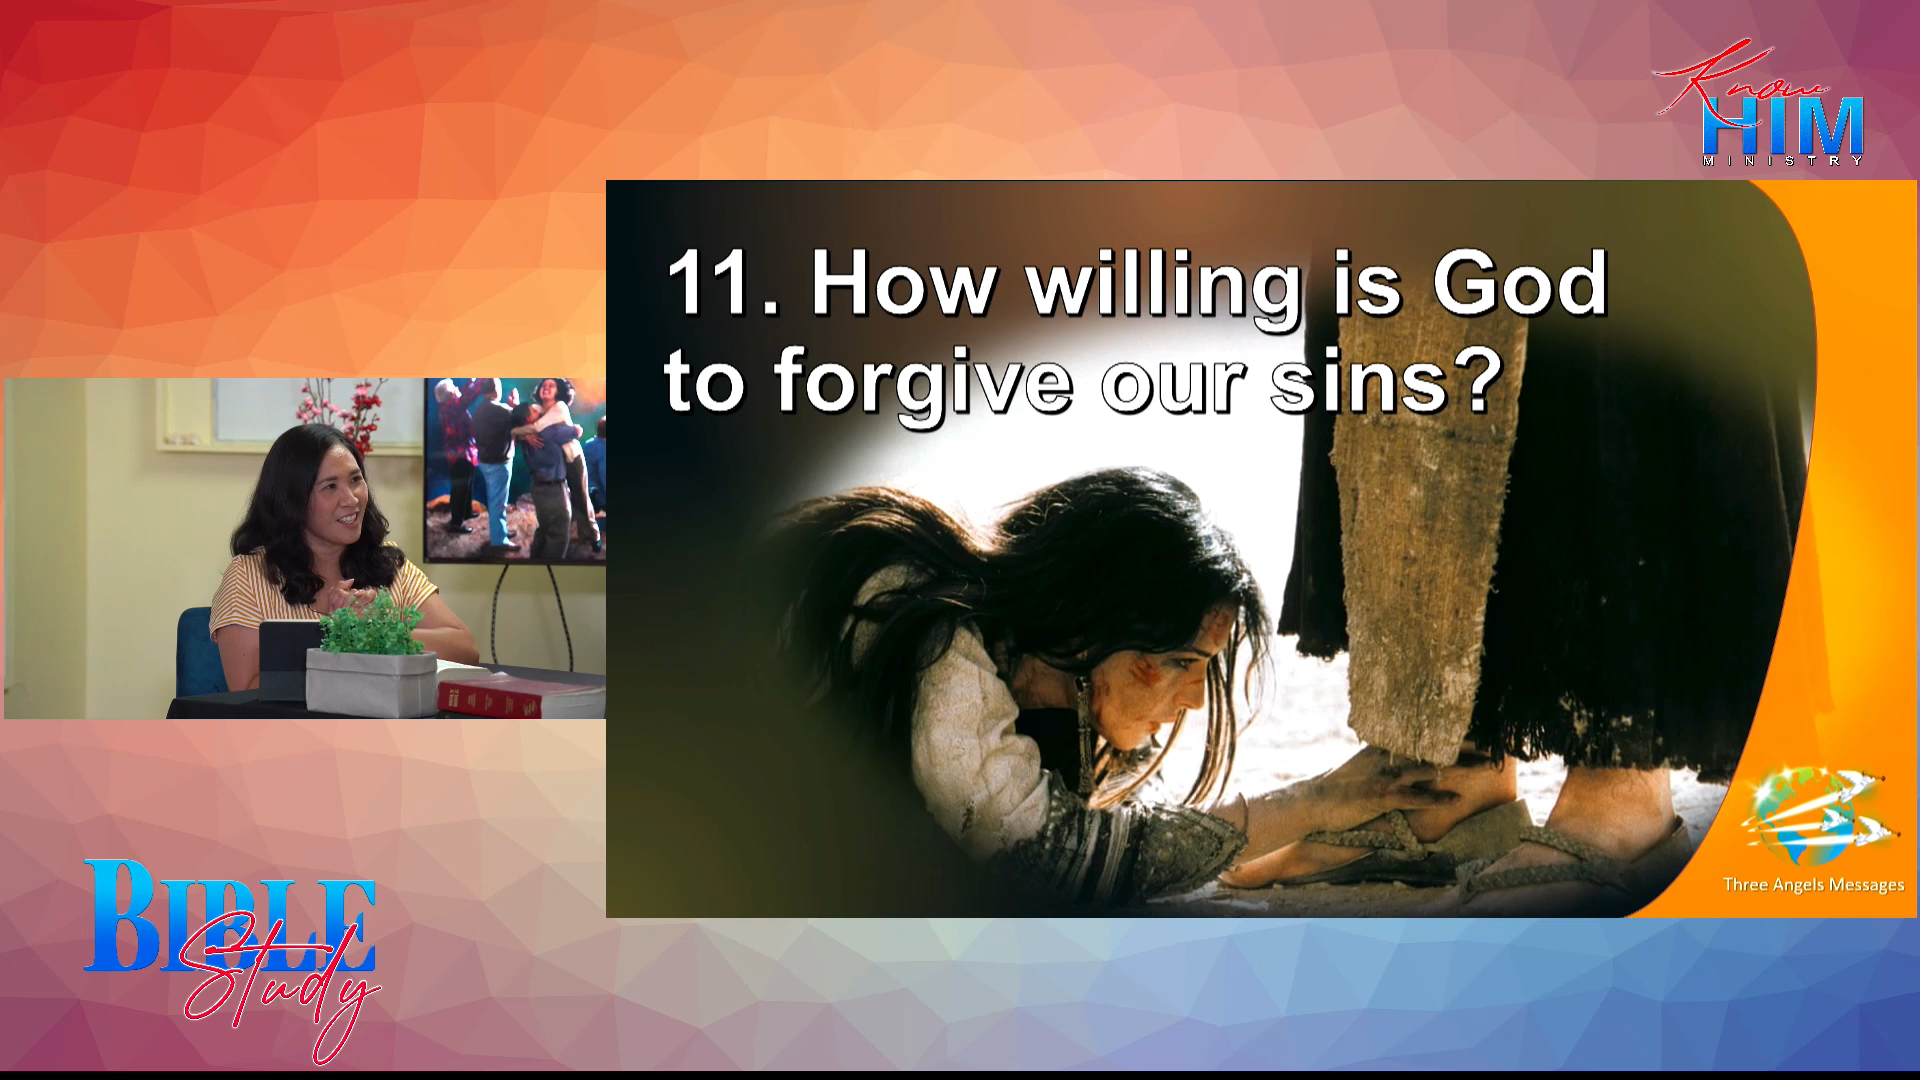 Know
HIM
MINISTRY
11. How willing is God
to forgive our sins?
Three Angels Messages
BIBLE
Study